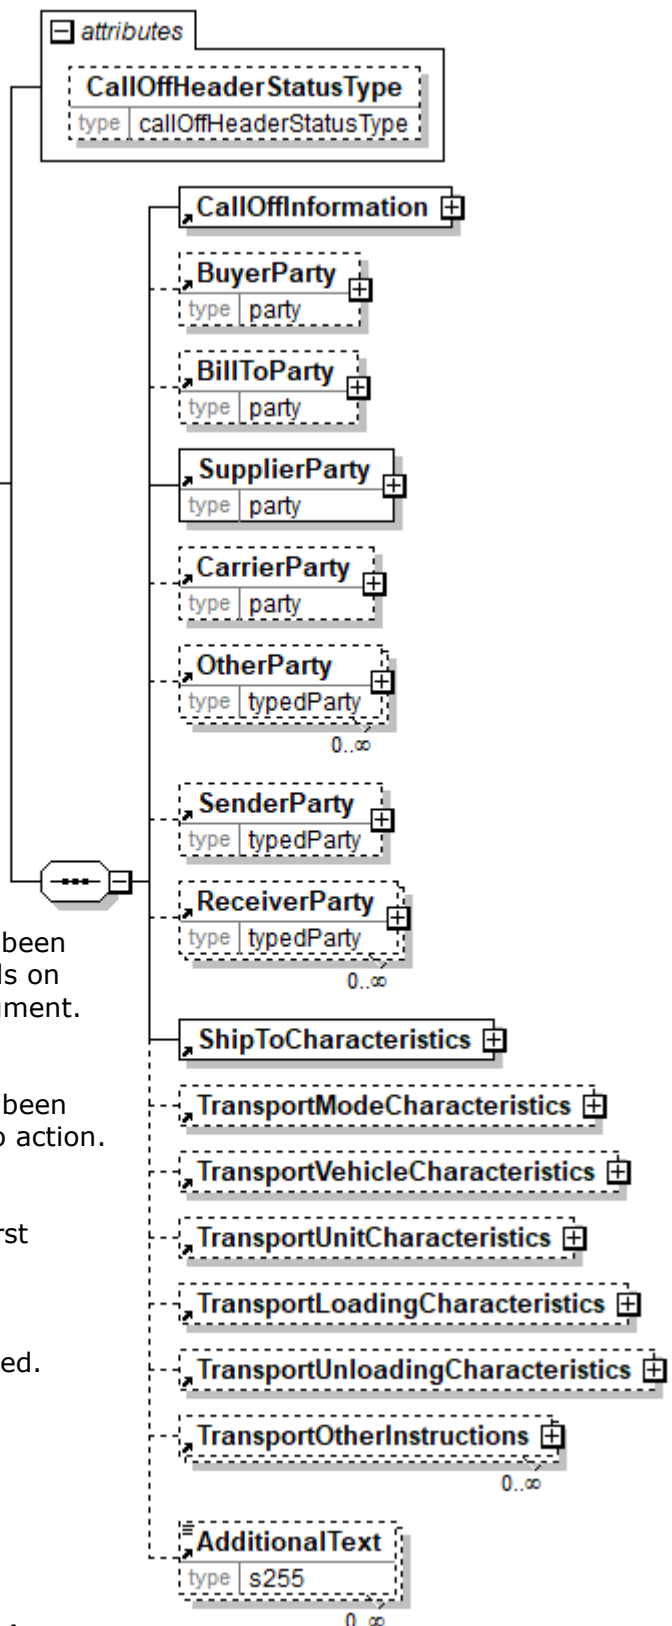 attributes
CallOffHeaderStatusType
type callOffHeaderStatusType
CallOffInformation
BuyerParty
type party
BillToParty
type party
SupplierParty
type party
CarrierParty
type party
OtherParty
type typedParty
0..∞
SenderParty
type typedParty
ReceiverParty
type typedParty
0..∞
been
ls on
ument.
ShipToCharacteristics
been
o action.
TransportModeCharacteristics
TransportVehicleCharacteristics
rst
TransportUnitCharacteristics
TransportLoadingCharacteristics
ed.
TransportUnloadingCharacteristics
TransportOtherInstructions
0..∞
AdditionalText
type s255
0..∞